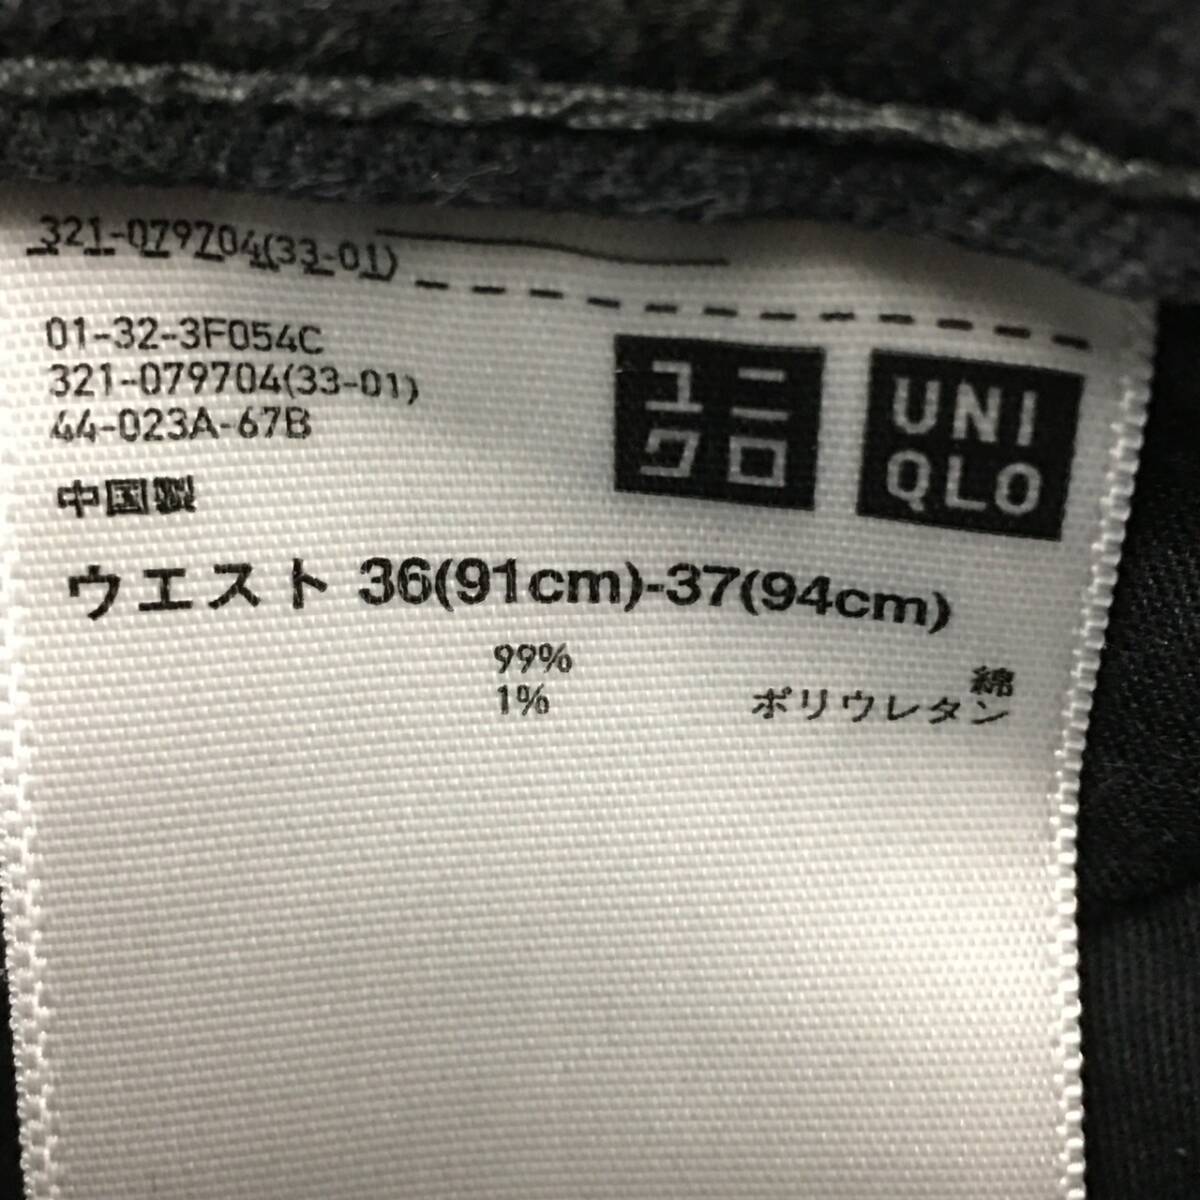 321-079704(33-01)
01-32-3F054C
321-079704(33-01)
44-023A-67B
中国製
ユニ
クロ
UNI
QLO
ウエスト 36(91cm)-37(94cm)
99% 綿
1% ポリウレタン